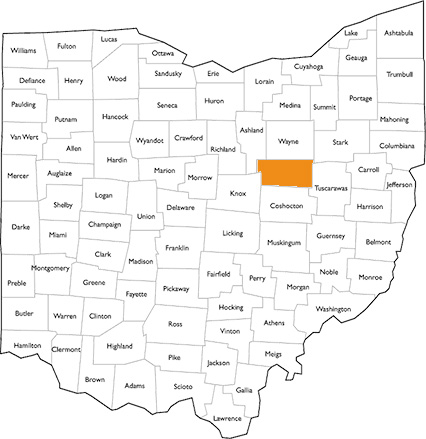 Williams
Fulton
Lucas
Ottawa
Lake
Ashtabula
Geauga
Cuyahoga
Defiance
Henry
Wood
Sandusky
Erie
Lorain
Trumbull
Paulding
Putnam
Hancock
Seneca
Huron
Medina
Summit
Portage
Mahoning
Van Wert
Allen
Wyandot
Crawford
Richland
Ashland
Wayne
Stark
Columbiana
Mercer
Auglaize
Hardin
Marion
Morrow
Carroll
Jefferson
Tuscarawas
Shelby
Logan
Union
Delaware
Knox
Coshocton
Harrison
Darke
Miami
Champaign
Clark
Madison
Franklin
Licking
Muskingum
Guernsey
Belmont
Preble
Montgomery
Greene
Fayette
Pickaway
Fairfield
Perry
Morgan
Noble
Monroe
Butler
Warren
Clinton
Ross
Hocking
Vinton
Athens
Washington
Hamilton
Clermont
Highland
Pike
Jackson
Meigs
Brown
Adams
Scioto
Gallia
Lawrence